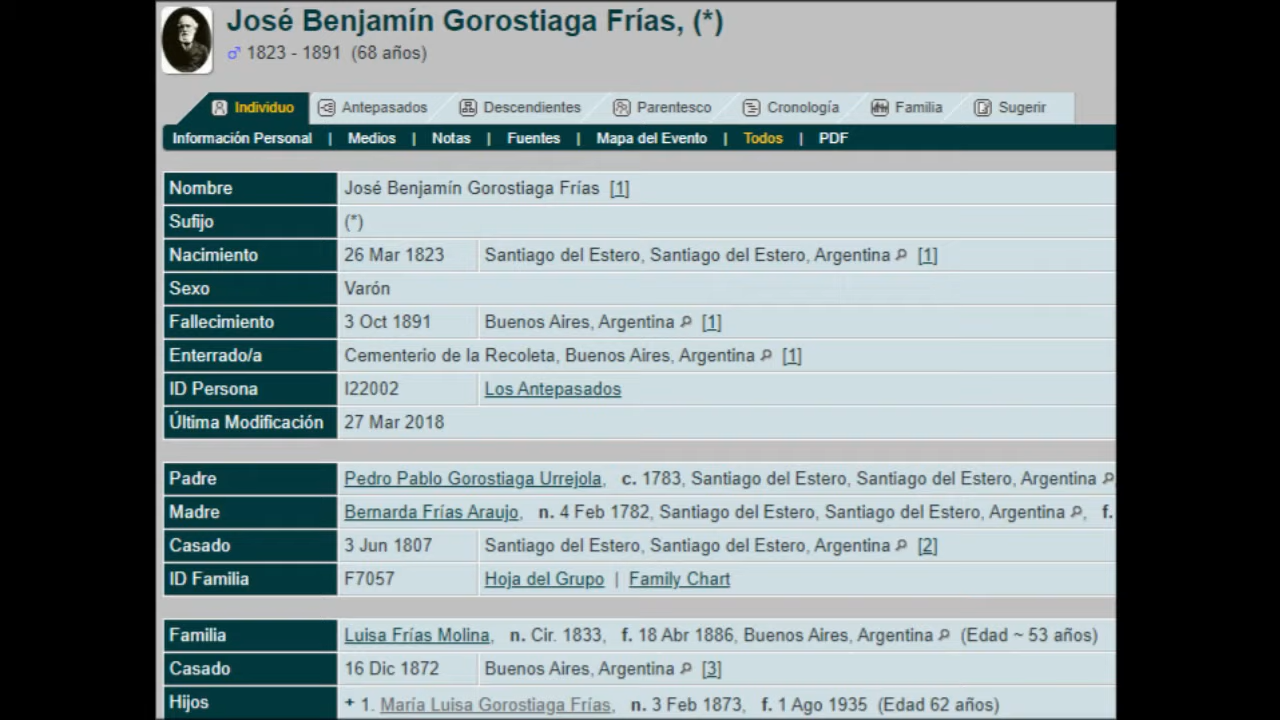 José Benjamín Gorostiaga Frías, (*)
♂ 1823 - 1891 (68 años)
Individuo Antepasados Descendientes Parentesco Cronología Familia Sugerir
Información Personal | Medios | Notas | Fuentes | Mapa del Evento | Todos | PDF
Nombre José Benjamín Gorostiaga Frías [1]
Sufijo (*)
Nacimiento 26 Mar 1823 Santiago del Estero, Santiago del Estero, Argentina [1]
Sexo Varón
Fallecimiento 3 Oct 1891 Buenos Aires, Argentina [1]
Enterrado/a Cementerio de la Recoleta, Buenos Aires, Argentina [1]
ID Persona I22002 Los Antepasados
Última Modificación 27 Mar 2018
Padre Pedro Pablo Gorostiaga Urrejola, c. 1783, Santiago del Estero, Santiago del Estero, Argentina
Madre Bernarda Frías Araujo, n. 4 Feb 1782, Santiago del Estero, Santiago del Estero, Argentina , f.
Casado 3 Jun 1807 Santiago del Estero, Santiago del Estero, Argentina [2]
ID Familia F7057 Hoja del Grupo | Family Chart
Familia Luisa Frías Molina, n. Cir. 1833, f. 18 Abr 1886, Buenos Aires, Argentina (Edad ~ 53 años)
Casado 16 Dic 1872 Buenos Aires, Argentina [3]
Hijos + 1. María Luisa Gorostiaga Frías, n. 3 Feb 1873, f. 1 Ago 1935 (Edad 62 años)